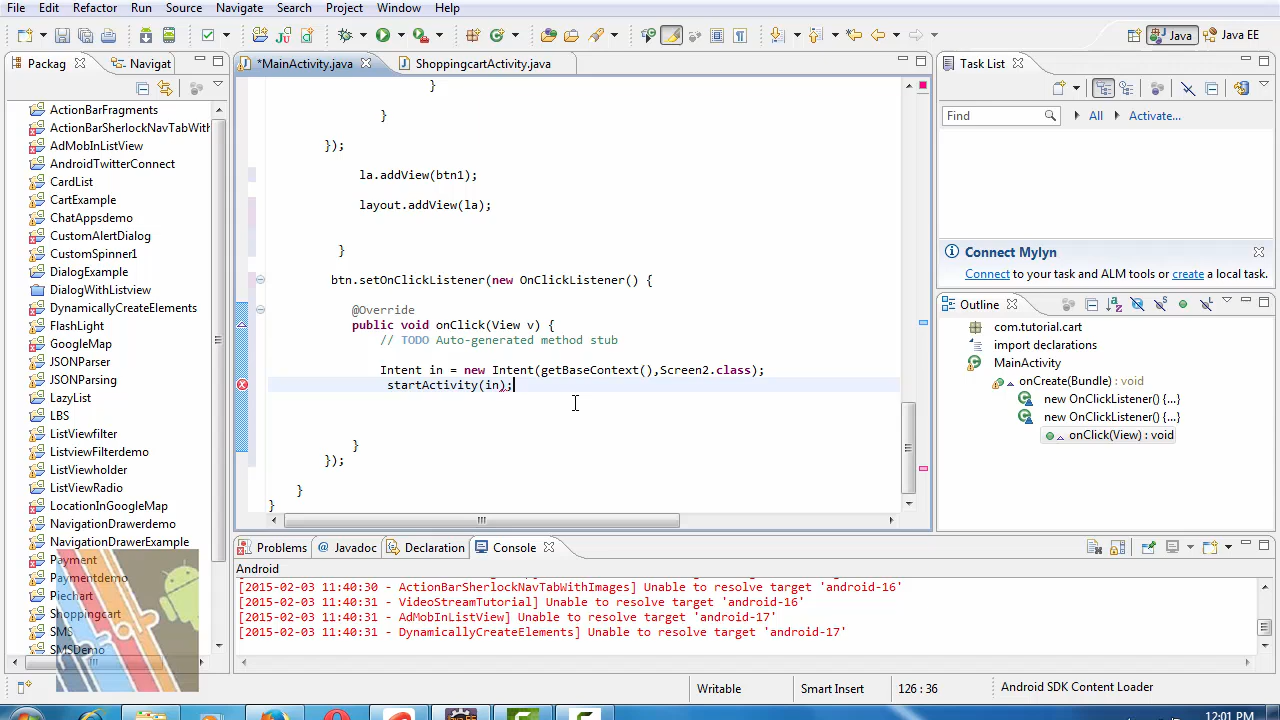 File Edit Refactor Run Source Navigate Search Project Window Help
Java Java EE
Packag Navigat
*MainActivity.java ShoppingcartActivity.java
Task List
Find All Activate...
ActionBarFragments
ActionBarSherlockNavTabWith
AdMobInListView
AndroidTwitterConnect
CardList
CartExample
ChatAppsdemo
CustomAlertDialog
CustomSpinner1
DialogExample
DialogWithListview
DynamicallyCreateElements
FlashLight
GoogleMap
JSONParser
JSONParsing
LazyList
LBS
ListViewfilter
ListviewFilterdemo
ListViewholder
ListViewRadio
LocationInGoogleMap
NavigationDrawerdemo
NavigationDrawerExample
Payment
Paymentdemo
Piechart
Shoppingcart
SMS
SMSDemo
}
}
});
la.addView(btn1);
layout.addView(la);
}
btn.setOnClickListener(new OnClickListener() {
@Override
public void onClick(View v) {
// TODO Auto-generated method stub
Intent in = new Intent(getBaseContext(),Screen2.class);
startActivity(in);
}
});
}
}
Connect Mylyn
Connect to your task and ALM tools or create a local task.
Outline
com.tutorial.cart
import declarations
MainActivity
onCreate(Bundle) : void
new OnClickListener() {...}
new OnClickListener() {...}
onClick(View) : void
Problems Javadoc Declaration Console
Android
[2015-02-03 11:40:30 - ActionBarSherlockNavTabWithImages] Unable to resolve target 'android-16'
[2015-02-03 11:40:31 - VideoStreamTutorial] Unable to resolve target 'android-16'
[2015-02-03 11:40:31 - AdMobInListView] Unable to resolve target 'android-17'
[2015-02-03 11:40:31 - DynamicallyCreateElements] Unable to resolve target 'android-17'
Writable Smart Insert 126 : 36 Android SDK Content Loader
12:01 PM